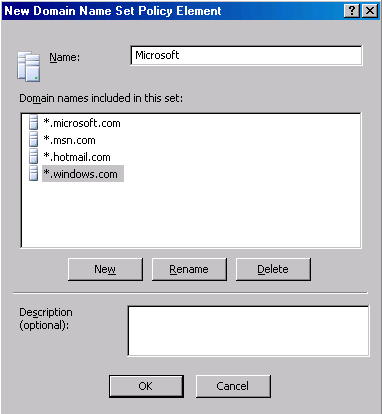 New Domain Name Set Policy Element
Name: Microsoft
Domain names included in this set:
*.microsoft.com
*.msn.com
*.hotmail.com
*.windows.com
New Rename Delete
Description
(optional):
OK Cancel